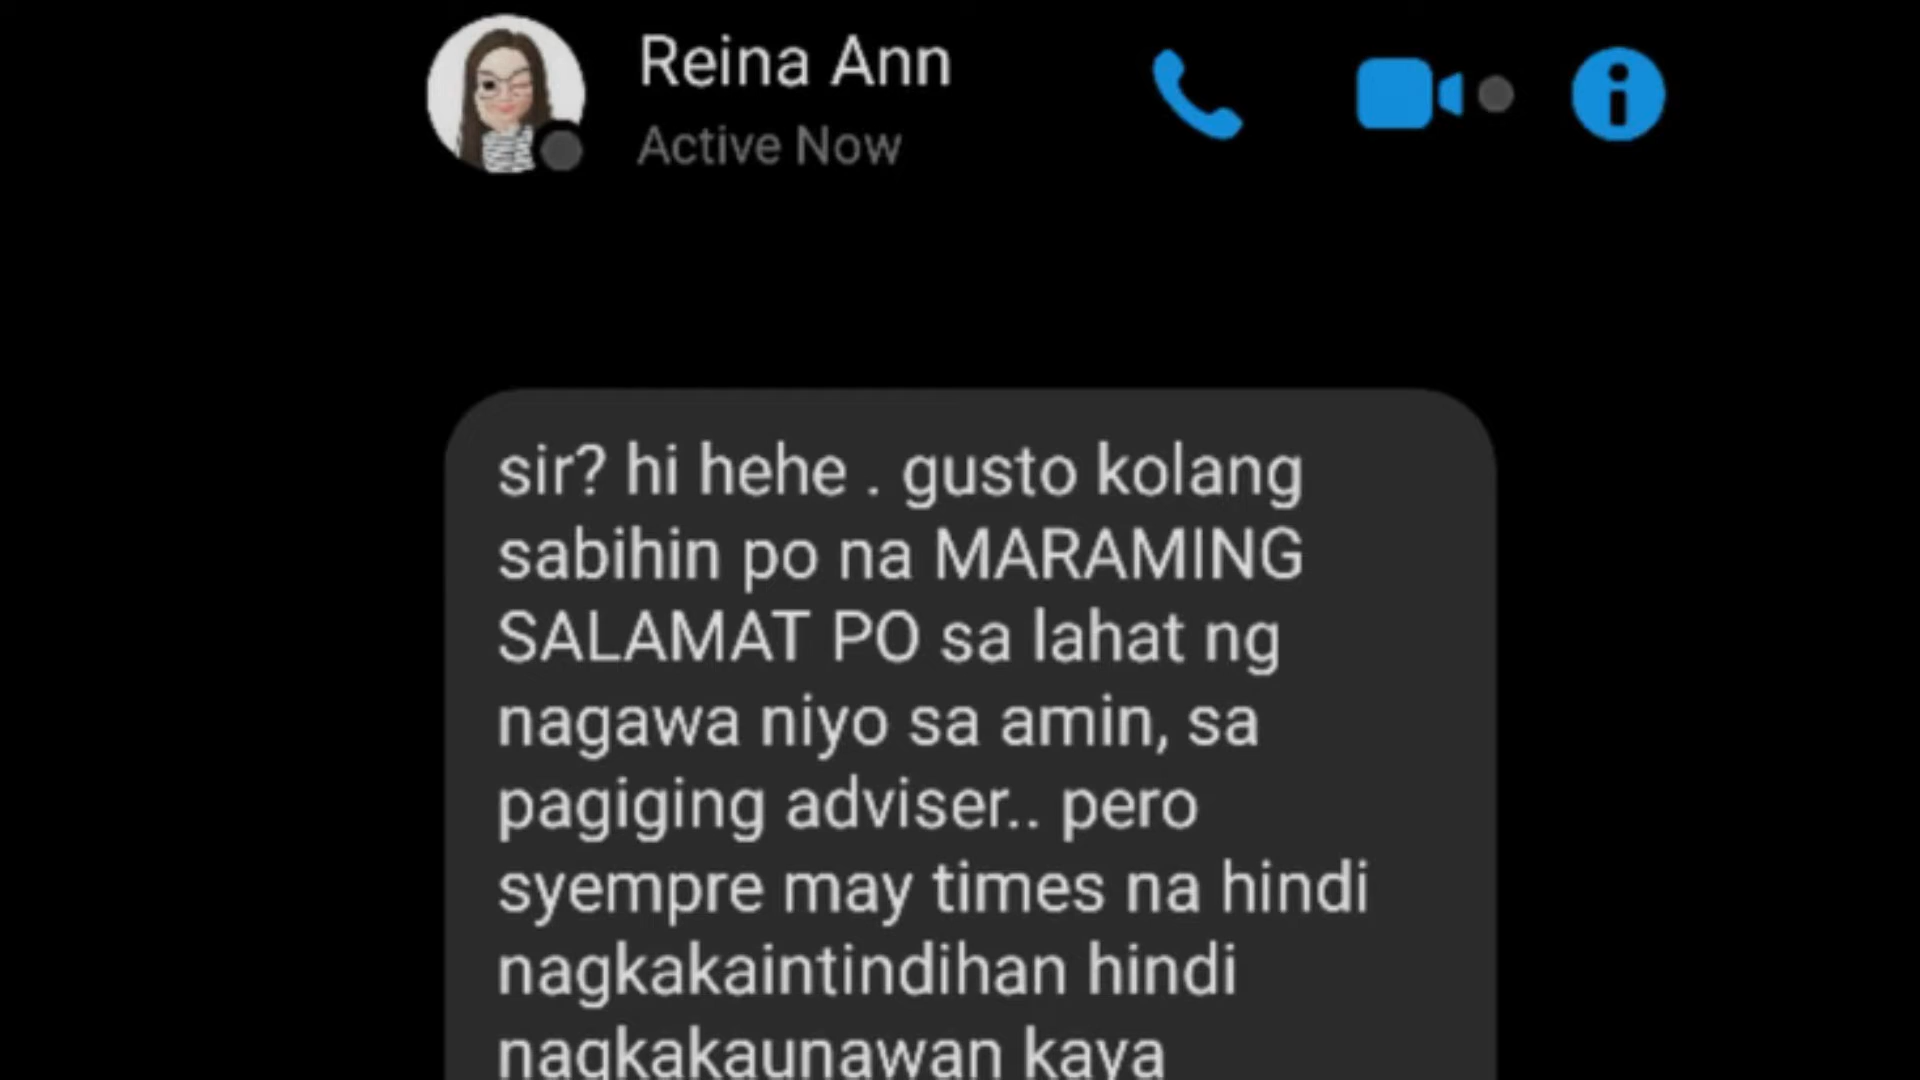 Reina Ann
Active Now
sir? hi hehe . gusto kolang
sabihin po na MARAMING
SALAMAT PO sa lahat ng
nagawa niyo sa amin, sa
pagiging adviser.. pero
syempre may times na hindi
nagkakaintindihan hindi
nagkakaunawan kaya